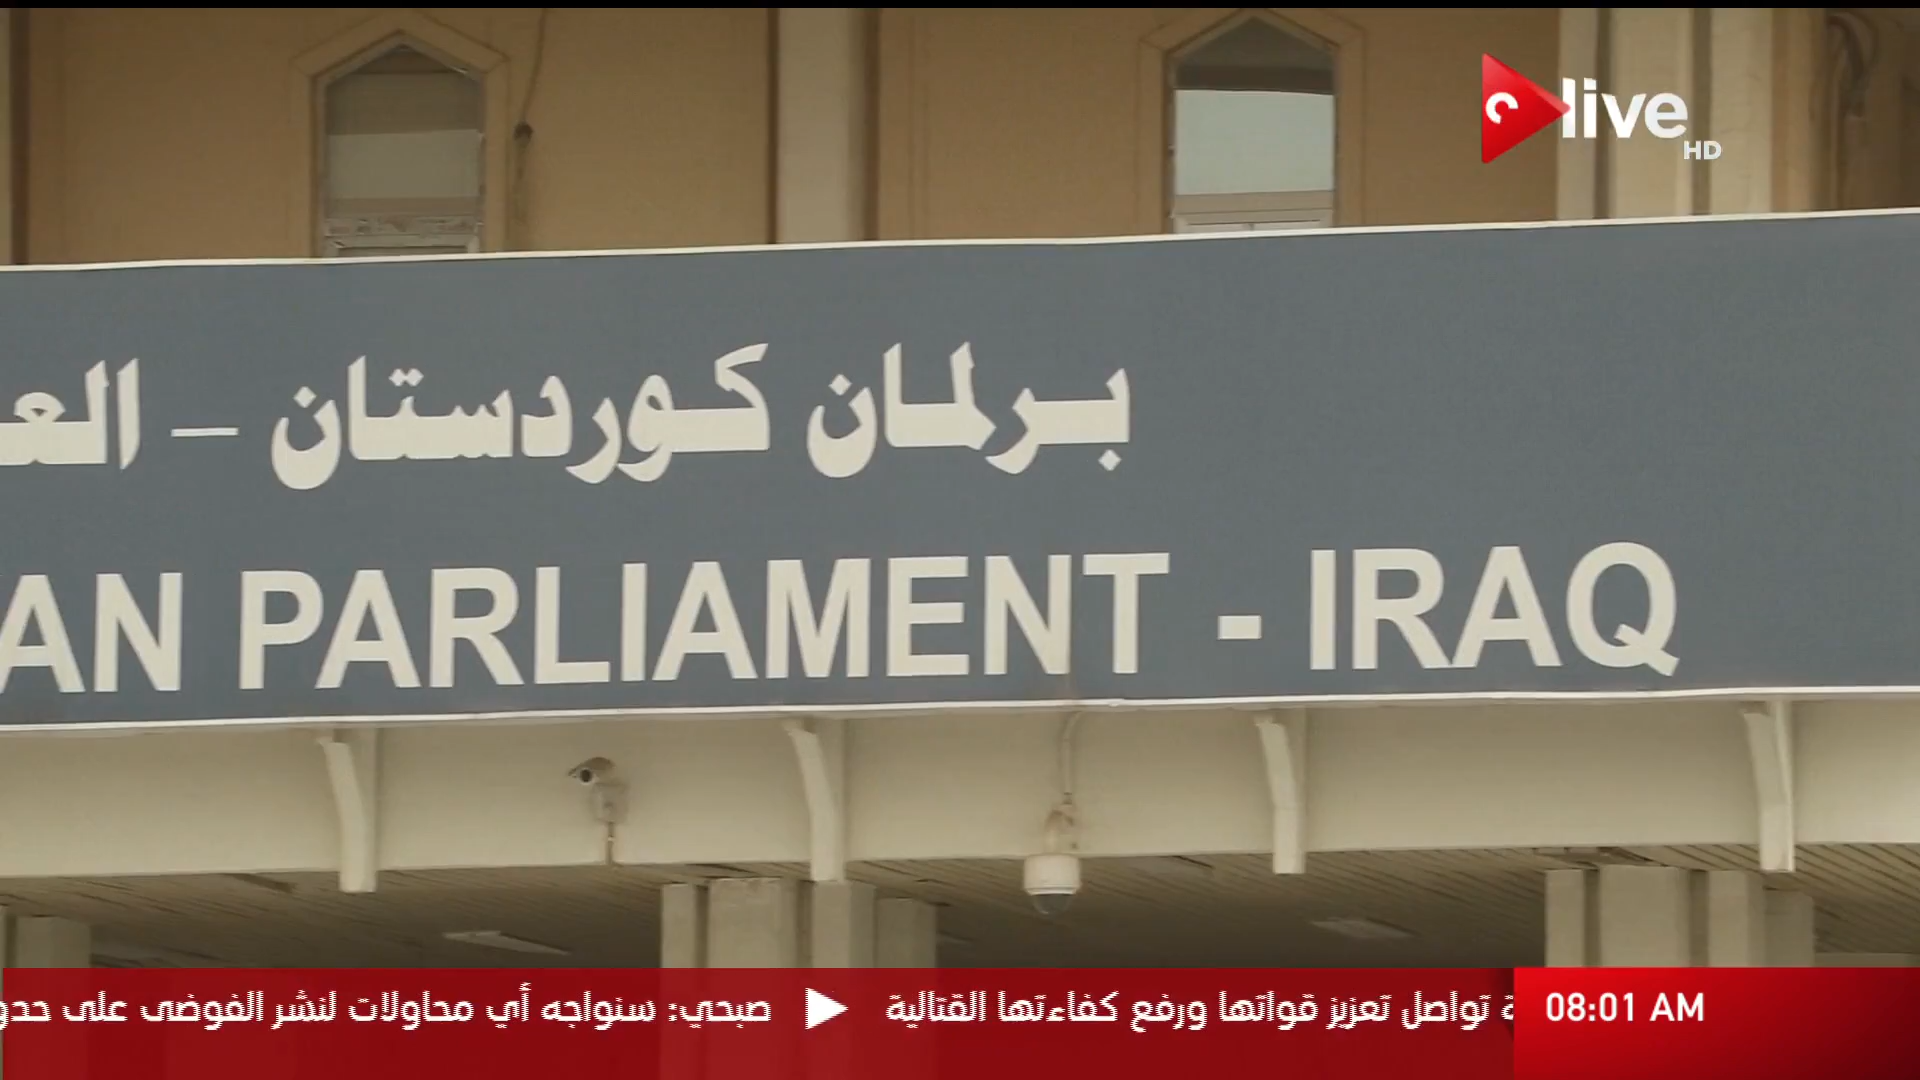 live
HD
برلمان كوردستان – العـ
AN PARLIAMENT - IRAQ
ة تواصل تعزيز قواتها ورفع كفاءتها القتالية
صبحي: سنواجه أي محاولات لنشر الفوضى على حدو
08:01 AM